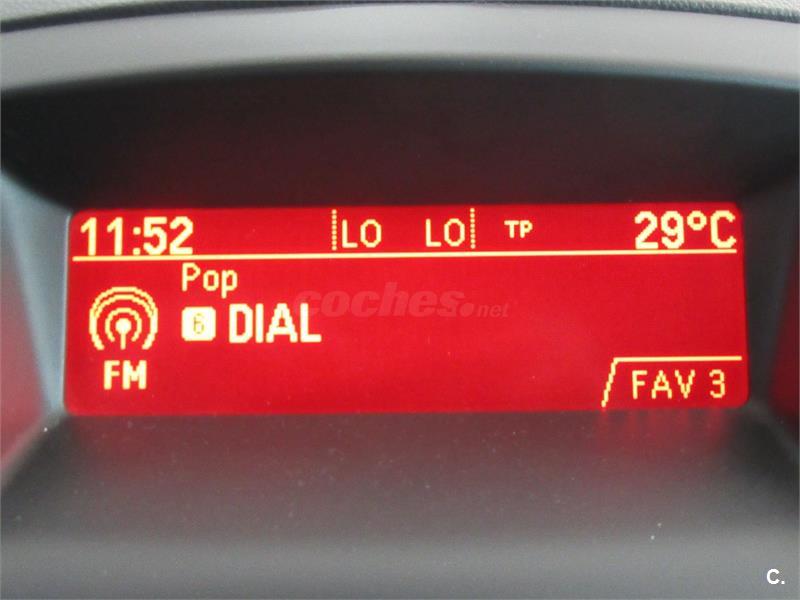 11:52 LO LO TP 29°C
Pop
6 DIAL
coches.net
FM
FAV 3
C.